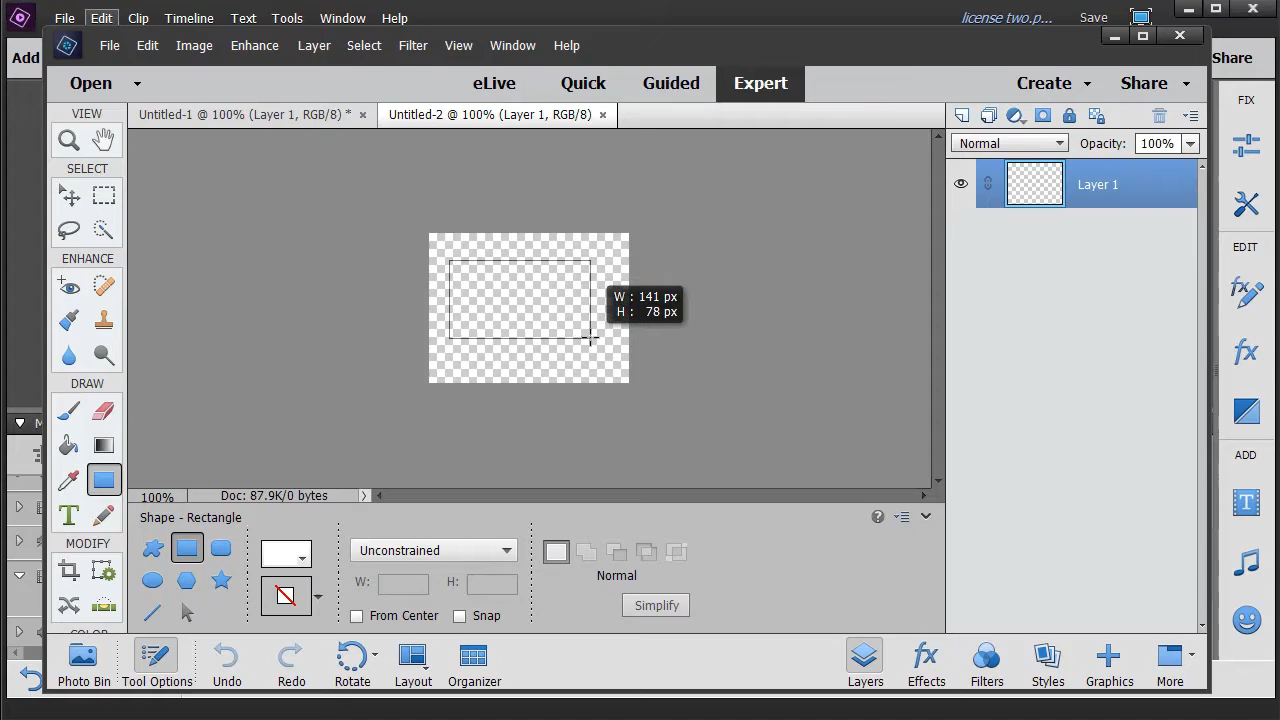 File Edit Clip Timeline Text Tools Window Help license two.p... Save
File Edit Image Enhance Layer Select Filter View Window Help
Add
Share
Open eLive Quick Guided Expert Create Share
VIEW
Untitled-1 @ 100% (Layer 1, RGB/8) * × Untitled-2 @ 100% (Layer 1, RGB/8) ×
FIX
Normal Opacity: 100%
SELECT
Layer 1
EDIT
ENHANCE
W : 141 px
H : 78 px
DRAW
ADD
100% Doc: 87.9K/0 bytes
Shape - Rectangle
MODIFY
Unconstrained
Normal
W: H:
From Center Snap
Simplify
Photo Bin Tool Options Undo Redo Rotate Layout Organizer Layers Effects Filters Styles Graphics More